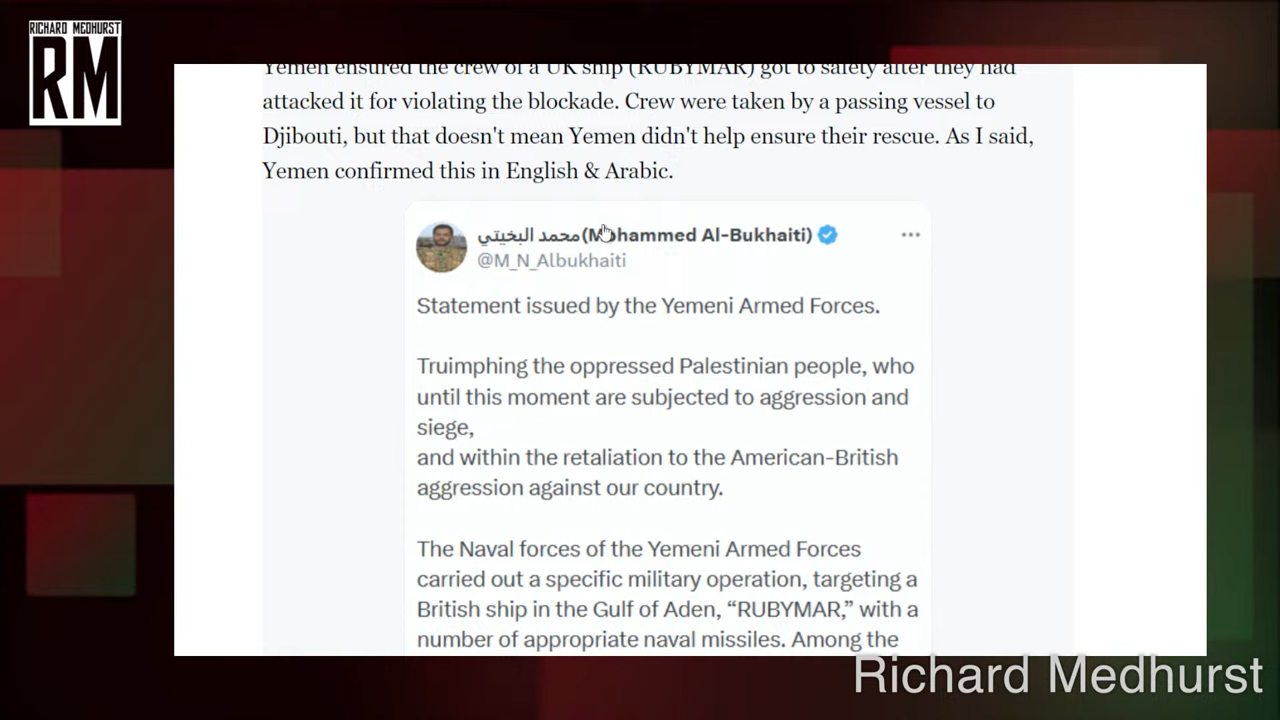 RICHARD MEDHURST
RM
Yemen ensured the crew of a UK ship (RUBYMAR) got to safety after they had
attacked it for violating the blockade. Crew were taken by a passing vessel to
Djibouti, but that doesn't mean Yemen didn't help ensure their rescue. As I said,
Yemen confirmed this in English & Arabic.
محمد البخيتي(Mohammed Al-Bukhaiti)
@M_N_Albukhaiti
Statement issued by the Yemeni Armed Forces.
Truimphing the oppressed Palestinian people, who
until this moment are subjected to aggression and
siege,
and within the retaliation to the American-British
aggression against our country.
The Naval forces of the Yemeni Armed Forces
carried out a specific military operation, targeting a
British ship in the Gulf of Aden, “RUBYMAR,” with a
number of appropriate naval missiles. Among the
Richard Medhurst